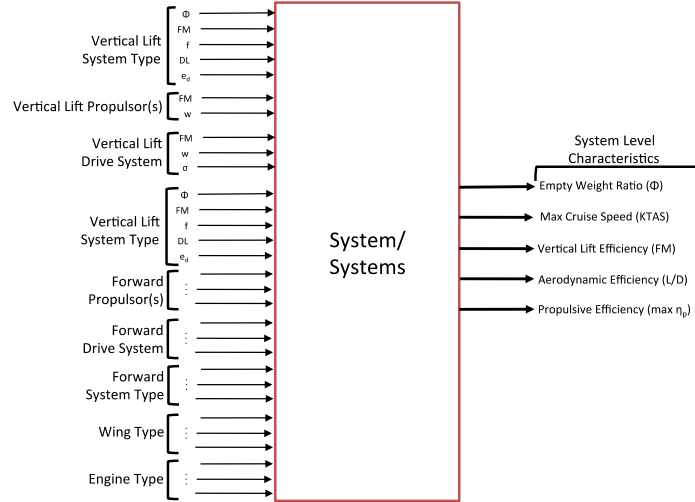 Vertical Lift
System Type
Φ
FM
f
DL
e_d
Vertical Lift Propulsor(s)
FM
w
Vertical Lift
Drive System
FM
w
σ
Vertical Lift
System Type
Φ
FM
f
DL
e_d
Forward
Propulsor(s)
⋮
Forward
Drive System
⋮
Forward
System Type
⋮
Wing Type
⋮
Engine Type
⋮
System/
Systems
System Level
Characteristics
Empty Weight Ratio (Φ)
Max Cruise Speed (KTAS)
Vertical Lift Efficiency (FM)
Aerodynamic Efficiency (L/D)
Propulsive Efficiency (max η_p)